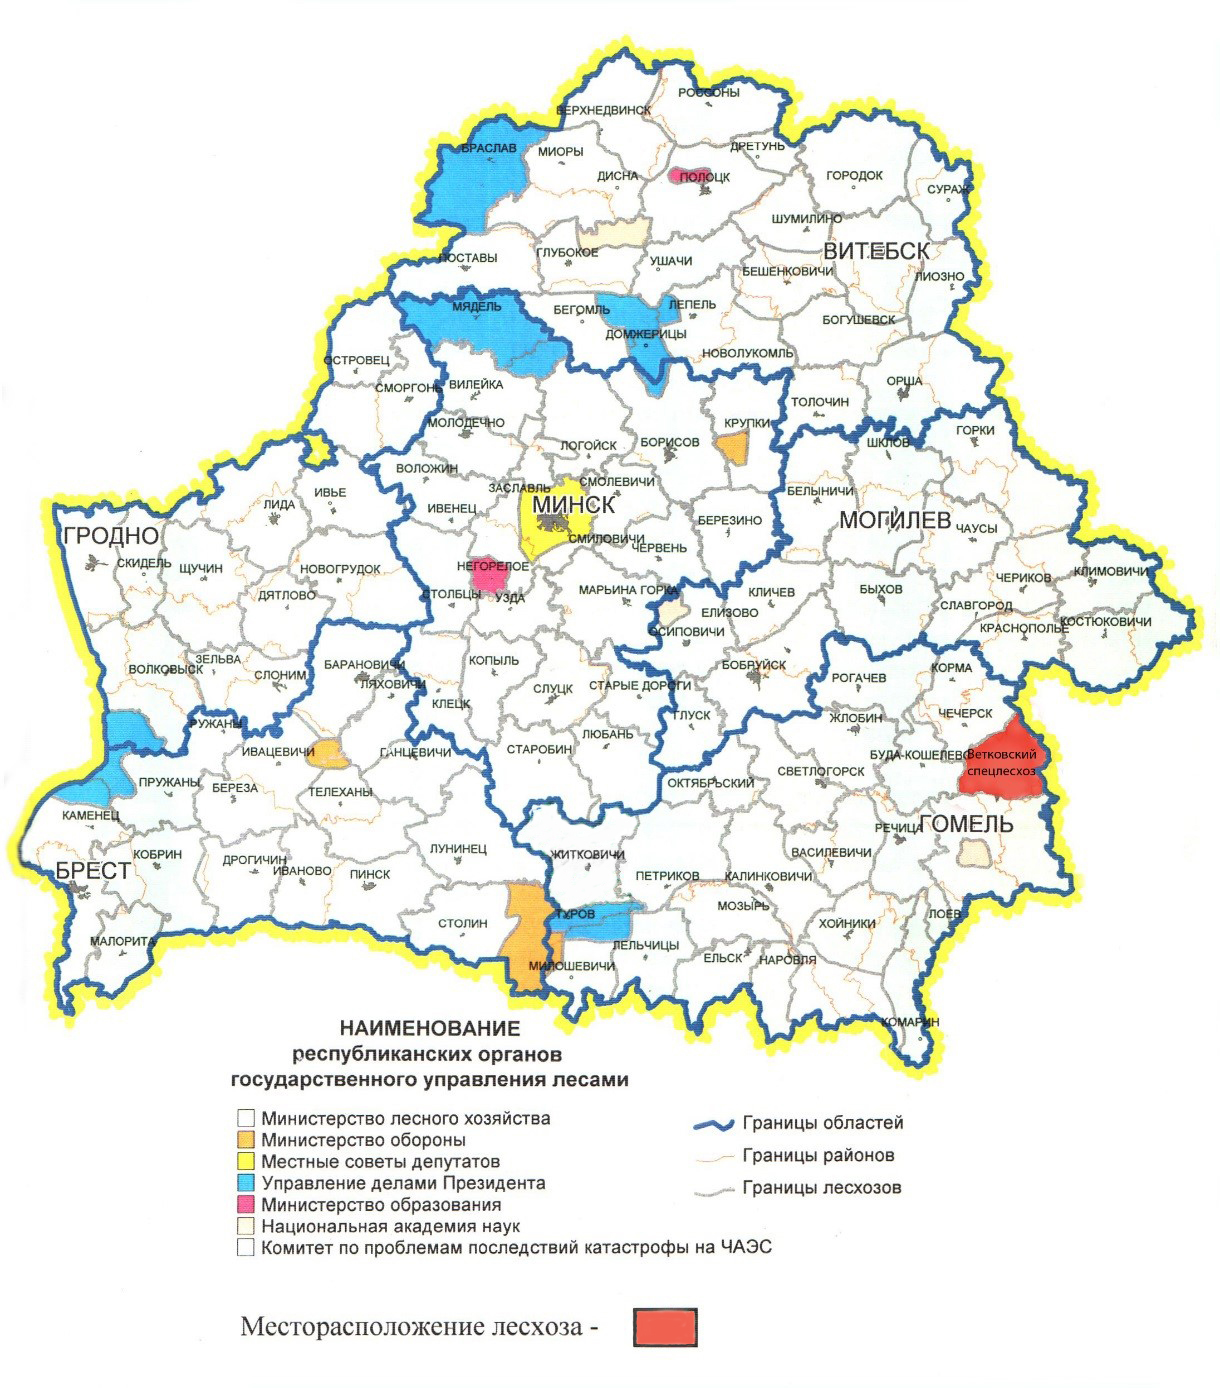 РОССОНЫ
ВЕРХНЕДВИНСК
БРАСЛАВ
МИОРЫ
ДРЕТУНЬ
ДИСНА
ПОЛОЦК
ГОРОДОК
СУРАЖ
ШУМИЛИНО
ПОСТАВЫ
ГЛУБОКОЕ
УШАЧИ
ВИТЕБСК
БЕШЕНКОВИЧИ
ЛИОЗНО
МЯДЕЛЬ
БЕГОМЛЬ
ЛЕПЕЛЬ
ДОМЖЕРИЦЫ
БОГУШЕВСК
НОВОЛУКОМЛЬ
ОСТРОВЕЦ
СМОРГОНЬ
ВИЛЕЙКА
ОРША
ТОЛОЧИН
МОЛОДЕЧНО
КРУПКИ
ЛОГОЙСК
БОРИСОВ
ШКЛОВ
ГОРКИ
ВОЛОЖИН
ЗАСЛАВЛЬ
СМОЛЕВИЧИ
БЕЛЫНИЧИ
ИВЬЕ
ЛИДА
ИВЕНЕЦ
МИНСК
БЕРЕЗИНО
МОГИЛЕВ
ЧАУСЫ
ГРОДНО
СМИЛОВИЧИ
ЧЕРВЕНЬ
СКИДЕЛЬ
ЩУЧИН
НОВОГРУДОК
НЕГОРЕЛОЕ
ЧЕРИКОВ
КЛИМОВИЧИ
ДЯТЛОВО
СТОЛБЦЫ
УЗДА
МАРЬИНА ГОРКА
КЛИЧЕВ
БЫХОВ
ЕЛИЗОВО
СЛАВГОРОД
КРАСНОПОЛЬЕ
КОСТЮКОВИЧИ
ОСИПОВИЧИ
ВОЛКОВЫСК
ЗЕЛЬВА
СЛОНИМ
БАРАНОВИЧИ
ЛЯХОВИЧИ
КОПЫЛЬ
СЛУЦК
СТАРЫЕ ДОРОГИ
БОБРУЙСК
РОГАЧЕВ
КОРМА
КЛЕЦК
ГЛУСК
ЖЛОБИН
ЧЕЧЕРСК
РУЖАНЫ
ИВАЦЕВИЧИ
ГАНЦЕВИЧИ
СТАРОБИН
ЛЮБАНЬ
БУДА-КОШЕЛЕВО
Ветковский
спецлесхоз
ПРУЖАНЫ
БЕРЕЗА
ТЕЛЕХАНЫ
ОКТЯБРЬСКИЙ
СВЕТЛОГОРСК
КАМЕНЕЦ
РЕЧИЦА
ГОМЕЛЬ
БРЕСТ
КОБРИН
ДРОГИЧИН
ИВАНОВО
ПИНСК
ЛУНИНЕЦ
ЖИТКОВИЧИ
ВАСИЛЕВИЧИ
ПЕТРИКОВ
КАЛИНКОВИЧИ
МАЛОРИТА
СТОЛИН
ТУРОВ
МОЗЫРЬ
ХОЙНИКИ
ЛОЕВ
ЛЕЛЬЧИЦЫ
МИЛОШЕВИЧИ
ЕЛЬСК
НАРОВЛЯ
КОМАРИН
НАИМЕНОВАНИЕ
республиканских органов
государственного управления лесами
Министерство лесного хозяйства
Министерство обороны
Местные советы депутатов
Управление делами Президента
Министерство образования
Национальная академия наук
Комитет по проблемам последствий катастрофы на ЧАЭС
Границы областей
Границы районов
Границы лесхозов
Месторасположение лесхоза -